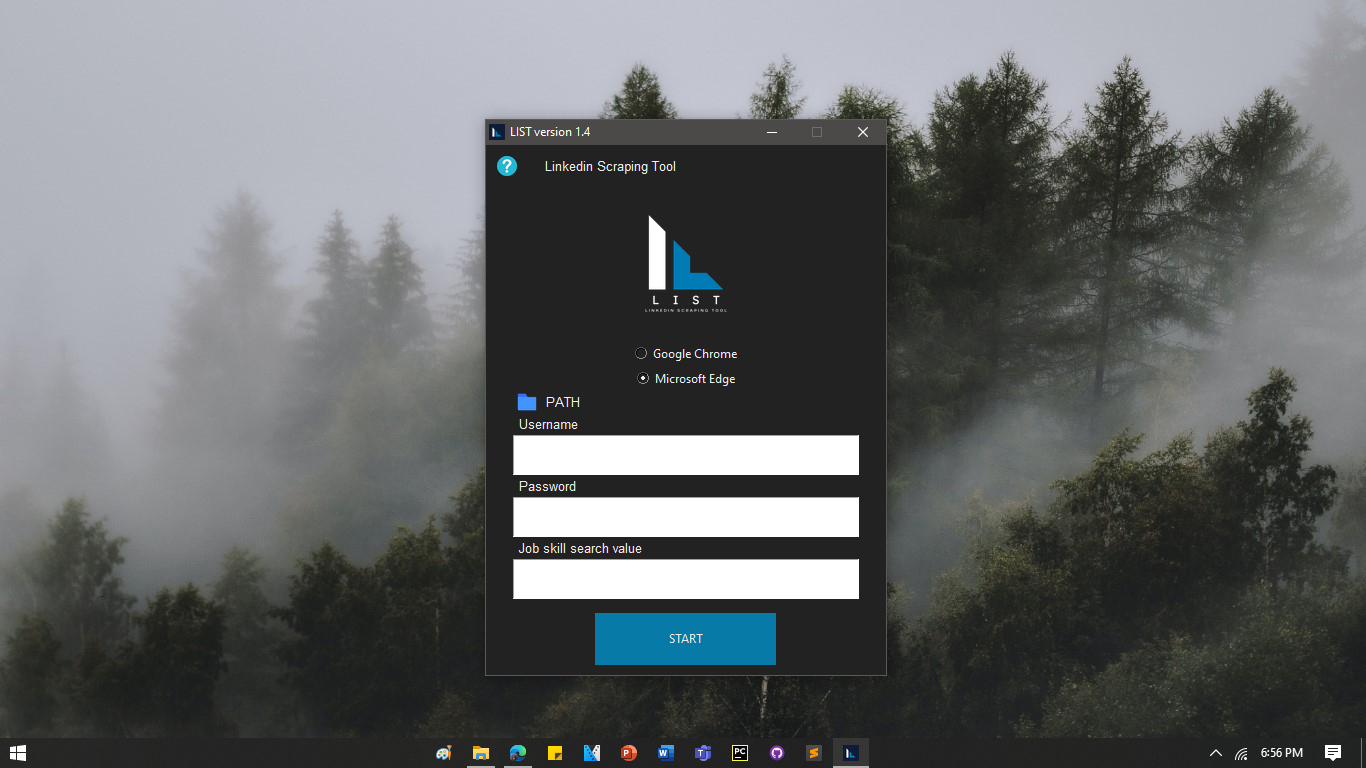 LIST version 1.4
?
Linkedin Scraping Tool
L I S T
LINKEDIN SCRAPING TOOL
Google Chrome
Microsoft Edge
PATH
Username
Password
Job skill search value
START
P
W
T
PC
S
6:56 PM